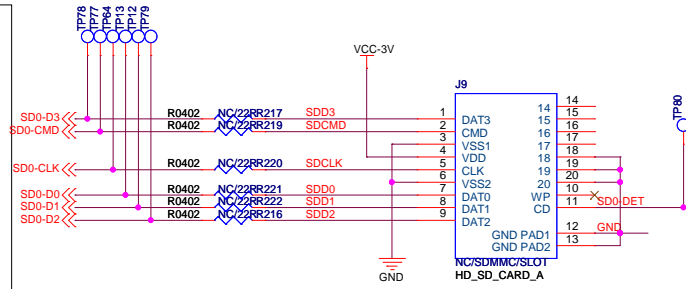 TP78
TP77
TP64
TP13
TP12
TP79
VCC-3V
J9
TP80
SD0-D3 R0402 NC/22R R217 SDD3 1 DAT3 14 14
SD0-CMD R0402 NC/22R R219 SDCMD 2 CMD 15 15
3 VSS1 16 16
4 VDD 17 17
SD0-CLK R0402 NC/22R R220 SDCLK 5 CLK 18 18
6 VSS2 19 19
20 20
SD0-D0 R0402 NC/22R R221 SDD0 7 DAT0 WP 10
SD0-D1 R0402 NC/22R R222 SDD1 8 DAT1 CD 11 SD0-DET
SD0-D2 R0402 NC/22R R216 SDD2 9 DAT2
GND PAD1 12 GND
GND PAD2 13
NC/SDMMC/SLOT
HD_SD_CARD_A
GND